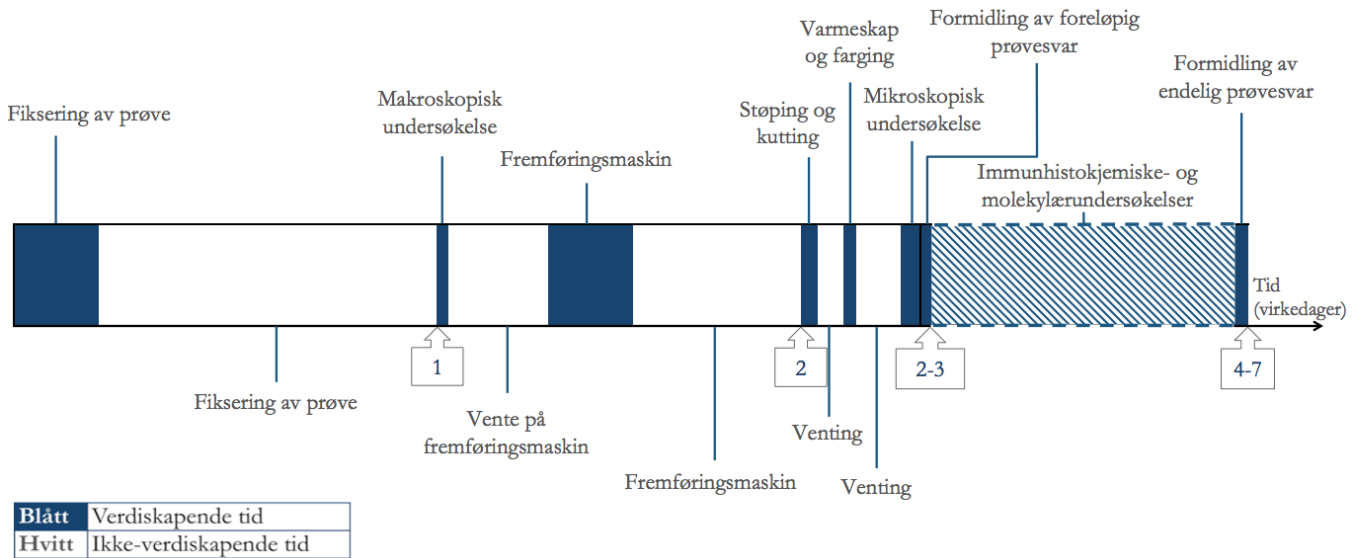 Fiksering av prøve
Makroskopisk
undersøkelse
Fremføringsmaskin
Støping og
kutting
Varmeskap
og farging
Mikroskopisk
undersøkelse
Formidling av foreløpig
prøvesvar
Immunhistokjemiske- og
molekylærundersøkelser
Formidling av
endelig prøvesvar
Tid
(virkedager)
1
2
2-3
4-7
Fiksering av prøve
Vente på
fremføringsmaskin
Fremføringsmaskin
Venting
Venting
Blått Verdiskapende tid
Hvitt Ikke-verdiskapende tid